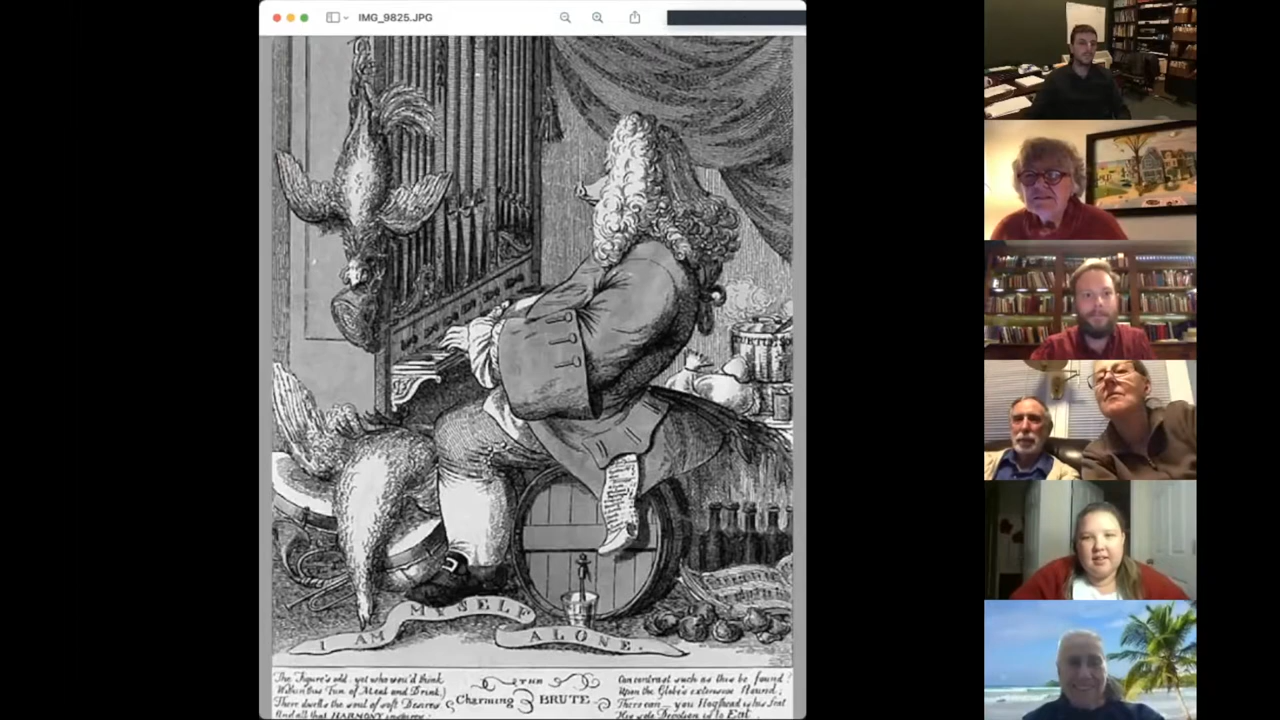 IMG_9825.JPG
TURTLE SO
I AM MYSELF ALONE.
The Figure's odd yet who wou'd think
Within this Tun of Meat and Drink
There dwells the soul of soft Desires
And all that HARMONY inspires:
THE
Charming BRUTE
Can contrast such as this be found?
Upon the Globe's extensive Round:
There can you Hogshead is his seat
His sole Devotion is to Eat.